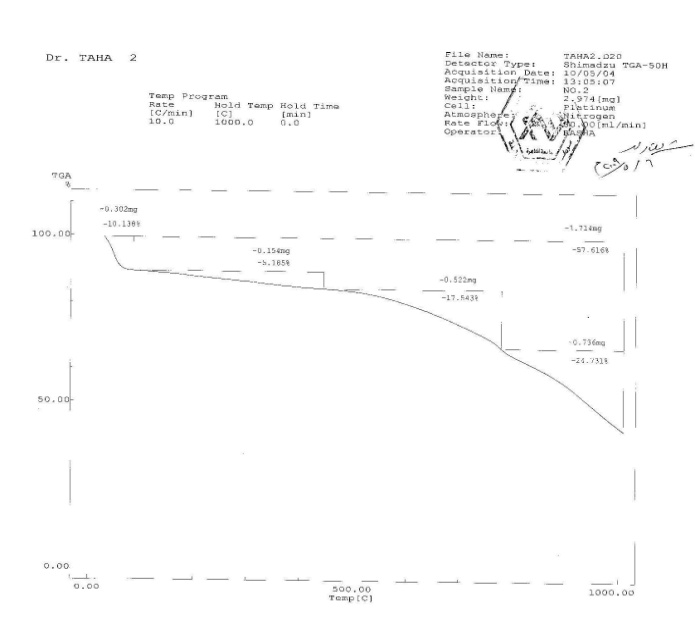 Dr. TAHA 2
File Name: TAHA2.D20
Detector Type: Shimadzu TGA-50H
Acquisition Date: 10/05/04
Acquisition Time: 13:05:07
Sample Name: NO.2
Weight: 2.974[mg]
Cell: Platinum
Atmosphere: Nitrogen
Rate Flow: 00[ml/min]
Operator: BASHA
Temp Program
Rate Hold Temp Hold Time
[C/min] [C] [min]
10.0 1000.0 0.0
TGA
%
100.00
50.00
0.00
-0.302mg
-10.138%
-0.154mg
-5.185%
-0.522mg
-17.543%
-0.736mg
-24.731%
-1.714mg
-57.616%
0.00 500.00 1000.00
Temp[C]